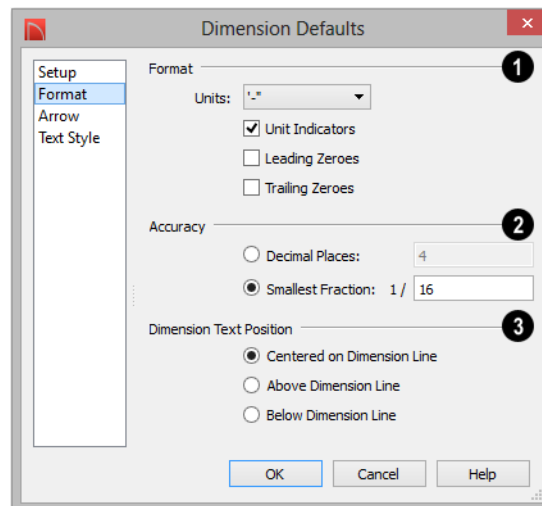 Dimension Defaults
Setup
Format
Arrow
Text Style
Format
1
Units: '-"
Unit Indicators
Leading Zeroes
Trailing Zeroes
Accuracy
2
Decimal Places: 4
Smallest Fraction: 1 / 16
Dimension Text Position
3
Centered on Dimension Line
Above Dimension Line
Below Dimension Line
OK Cancel Help